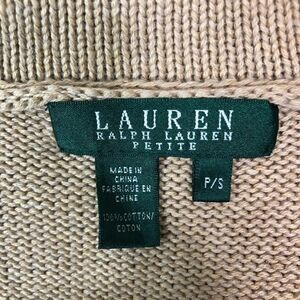 LAUREN
RALPH LAUREN
PETITE
MADE IN
CHINA
FABRIQUE EN
CHINE
100% COTTON/
COTON
P/S